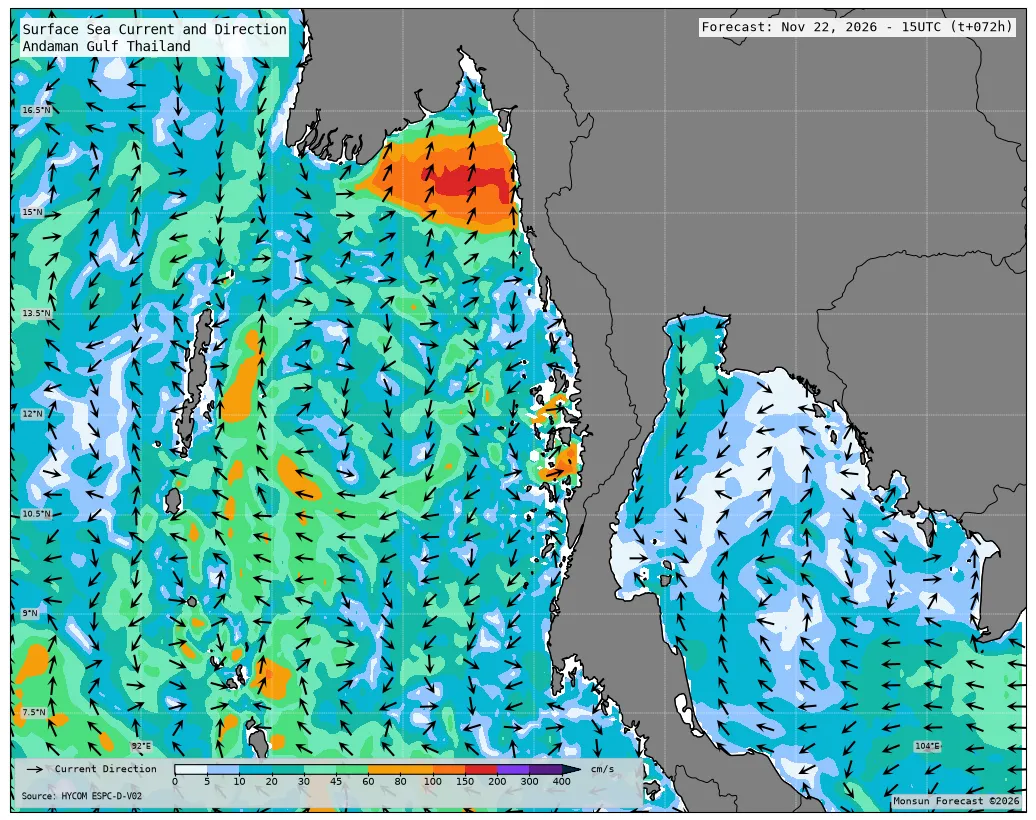 Surface Sea Current and Direction
Andaman Gulf Thailand
Forecast: Nov 22, 2026 - 15UTC (t+072h)
16.5°N
15°N
13.5°N
12°N
10.5°N
9°N
7.5°N
92°E
104°E
Current Direction
0 5 10 20 30 45 60 80 100 150 200 300 400 cm/s
Source: HYCOM ESPC-D-V02
Monsun Forecast ©2026